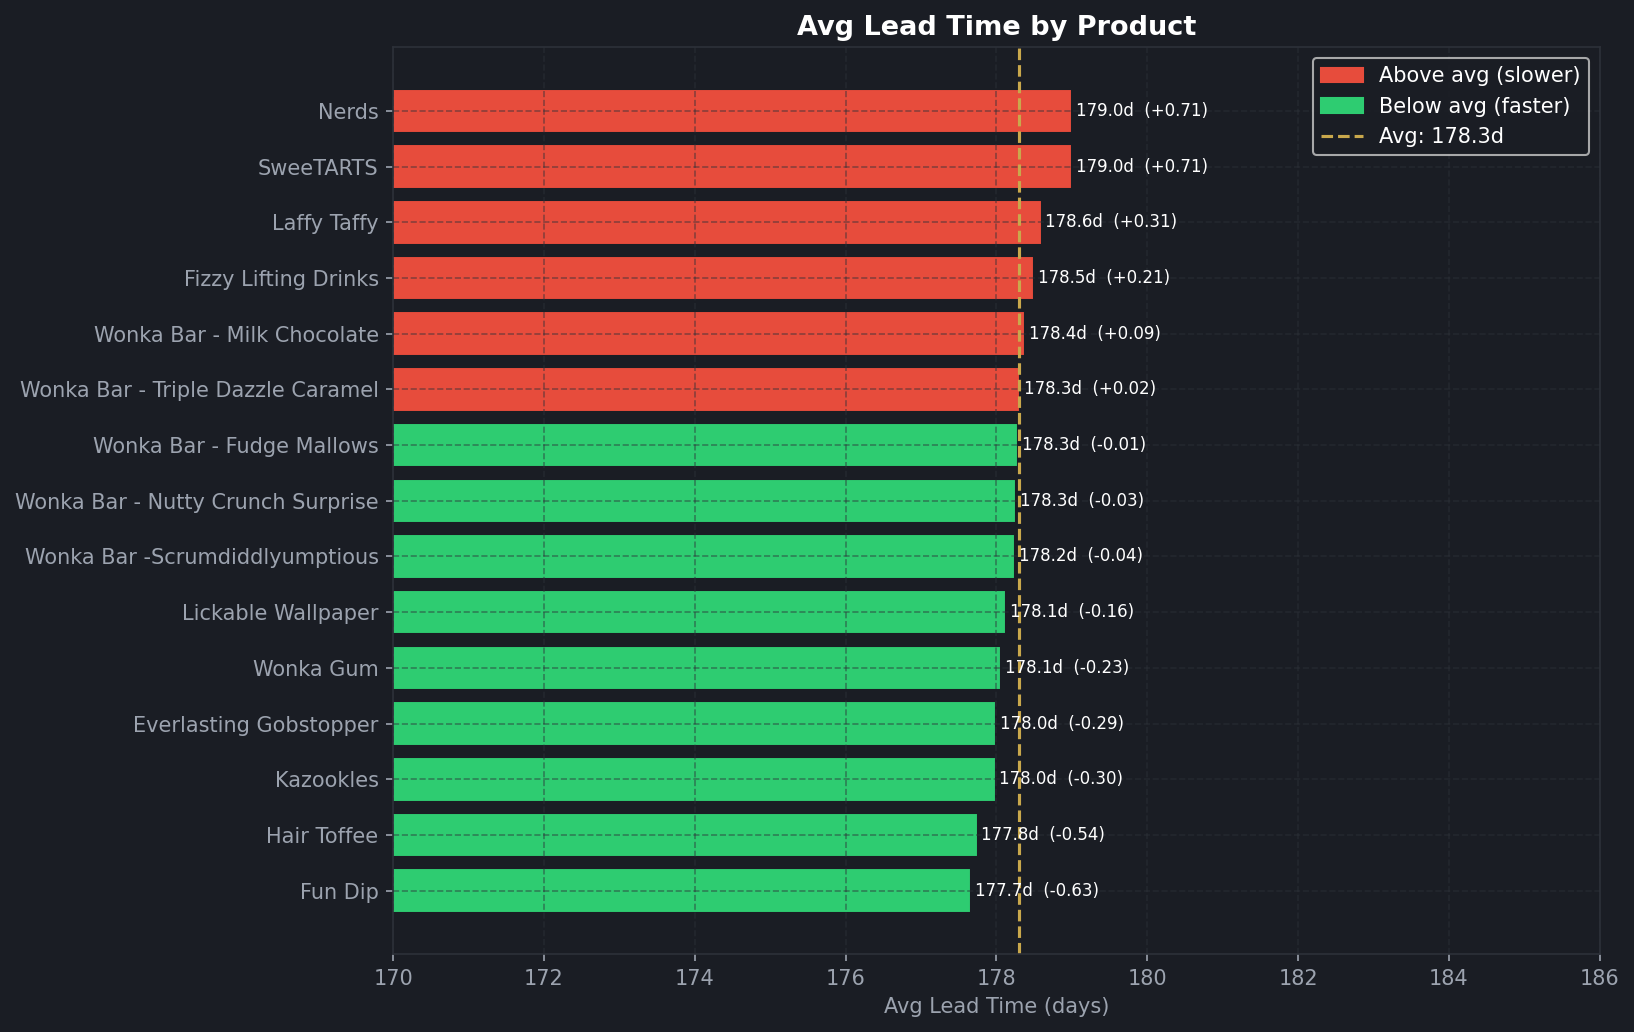 Avg Lead Time by Product
Above avg (slower)
Below avg (faster)
Avg: 178.3d
Nerds 179.0d (+0.71)
SweeTARTS 179.0d (+0.71)
Laffy Taffy 178.6d (+0.31)
Fizzy Lifting Drinks 178.5d (+0.21)
Wonka Bar - Milk Chocolate 178.4d (+0.09)
Wonka Bar - Triple Dazzle Caramel 178.3d (+0.02)
Wonka Bar - Fudge Mallows 178.3d (-0.01)
Wonka Bar - Nutty Crunch Surprise 178.3d (-0.03)
Wonka Bar -Scrumdiddlyumptious 178.2d (-0.04)
Lickable Wallpaper 178.1d (-0.16)
Wonka Gum 178.1d (-0.23)
Everlasting Gobstopper 178.0d (-0.29)
Kazookles 178.0d (-0.30)
Hair Toffee 177.8d (-0.54)
Fun Dip 177.7d (-0.63)
170 172 174 176 178 180 182 184 186
Avg Lead Time (days)